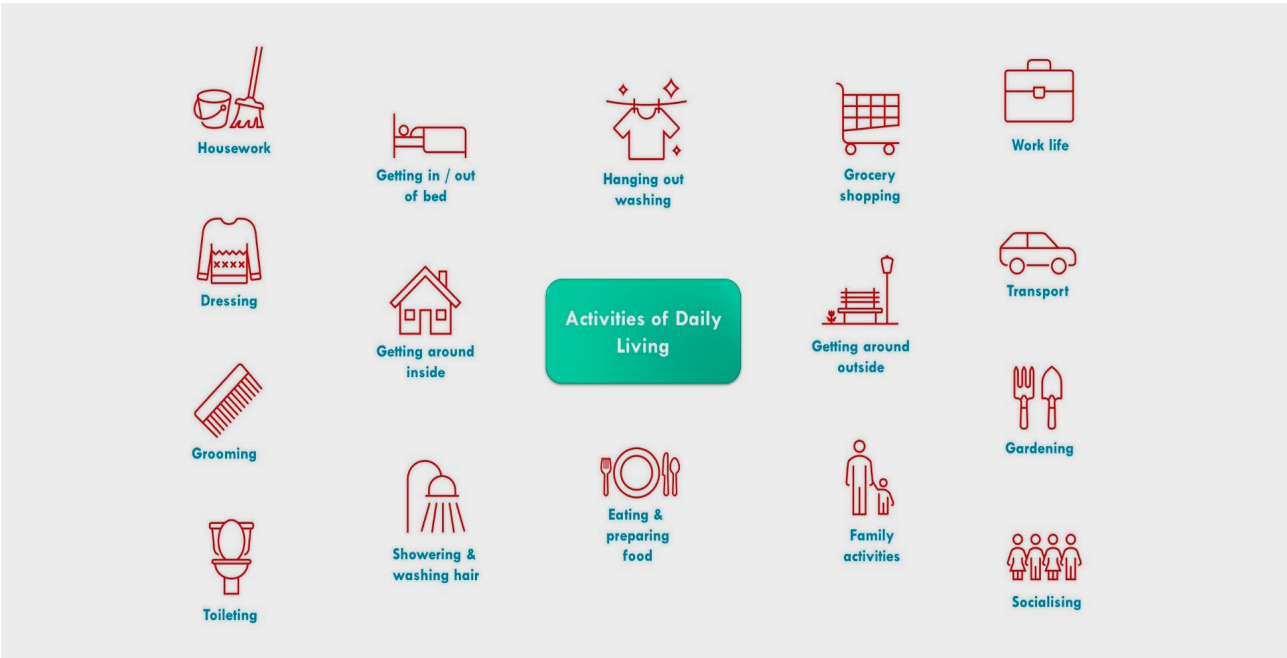 Housework
Getting in / out
of bed
Hanging out
washing
Grocery
shopping
Work life
Dressing
Getting around
inside
Activities of Daily
Living
Getting around
outside
Transport
Grooming
Showering &
washing hair
Eating &
preparing
food
Family
activities
Gardening
Toileting
Socialising